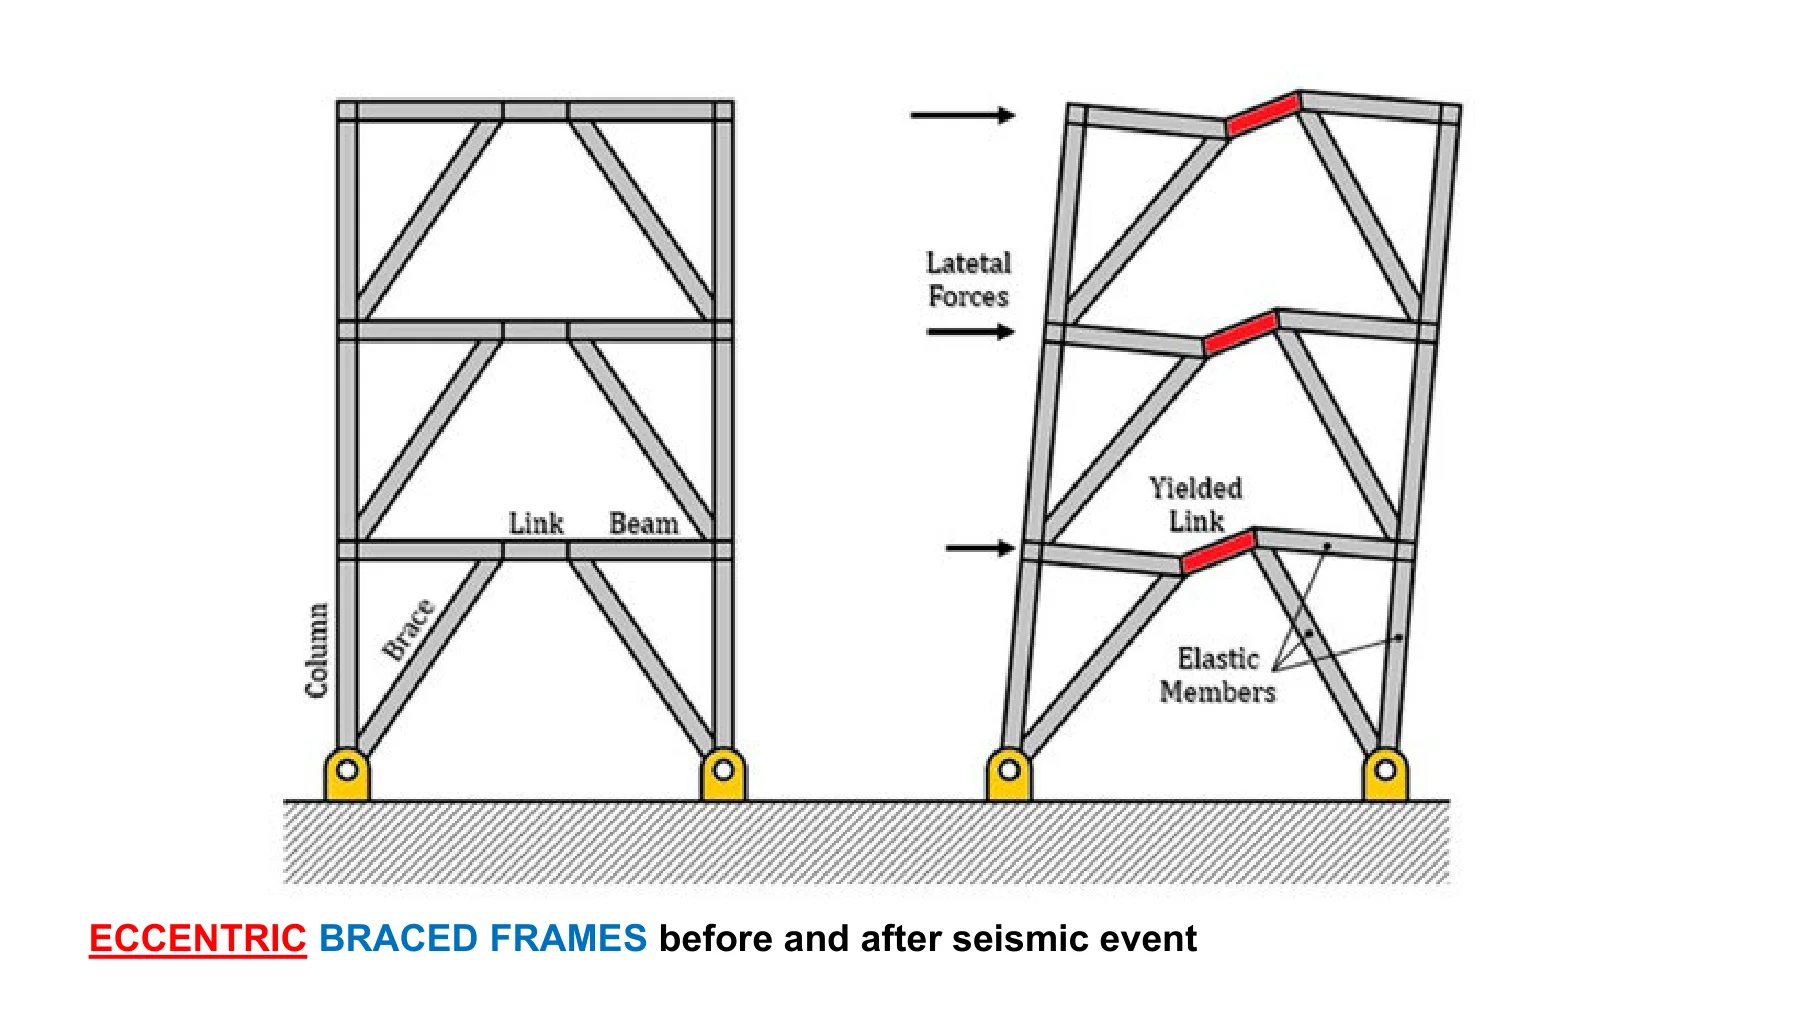 Latetal
Forces
Yielded
Link
Link
Beam
Column
Brace
Elastic
Members
ECCENTRIC BRACED FRAMES before and after seismic event